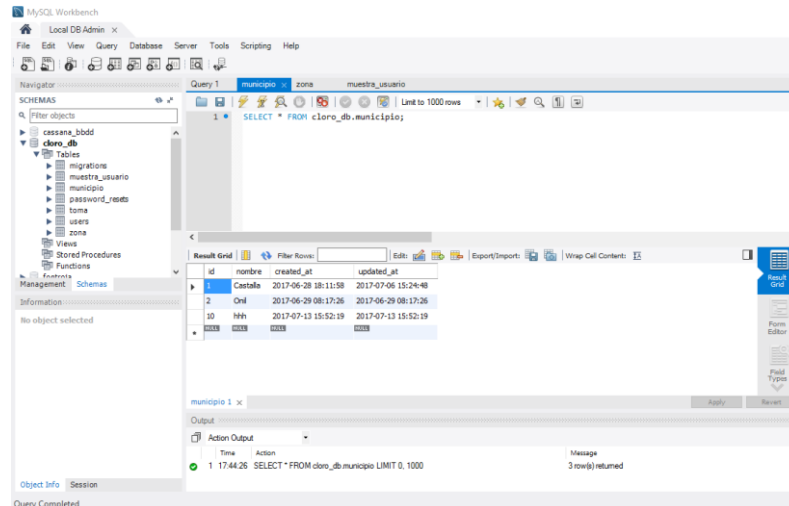 MySQL Workbench
Local DB Admin ×
File Edit View Query Database Server Tools Scripting Help
Navigator
SCHEMAS
Filter objects
cassana_bbdd
cloro_db
Tables
migrations
muestra_usuario
municipio
password_resets
toma
users
zona
Views
Stored Procedures
Functions
Management Schemas
Information
No object selected
Object Info Session
Query Completed
Query 1 municipio × zona muestra_usuario
Limit to 1000 rows
1 SELECT * FROM cloro_db.municipio;
Result Grid Filter Rows: Edit: Export/Import: Wrap Cell Content:
id nombre created_at updated_at
1 Castalla 2017-06-28 18:11:58 2017-07-06 15:24:48
2 Onil 2017-06-29 08:17:26 2017-06-29 08:17:26
10 hhh 2017-07-13 15:52:19 2017-07-13 15:52:19
NULL NULL NULL NULL
Result Grid
Form Editor
Field Types
municipio 1 × Apply Revert
Output
Action Output
Time Action Message
1 17:44:26 SELECT * FROM cloro_db.municipio LIMIT 0, 1000 3 row(s) returned